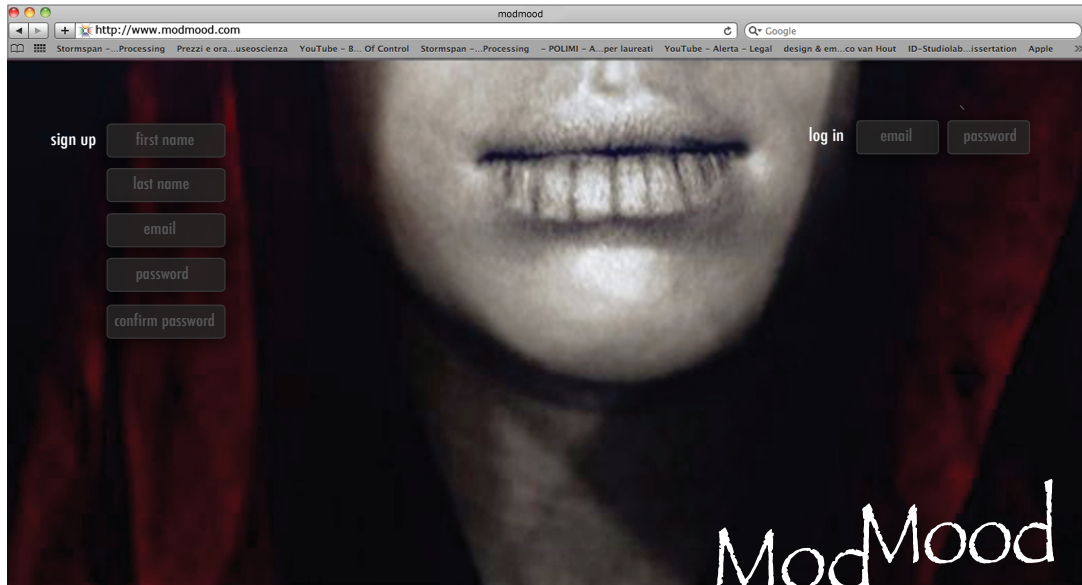 modmood
http://www.modmood.com
Google
Stormspan -...Processing Prezzi e ora...useoscienza YouTube - B... Of Control Stormspan -...Processing - POLIMI - A...per laureati YouTube - Alerta - Legal design & em...co van Hout ID-Studiolab...issertation Apple
sign up first name
last name
email
password
confirm password
log in email password
ModMood